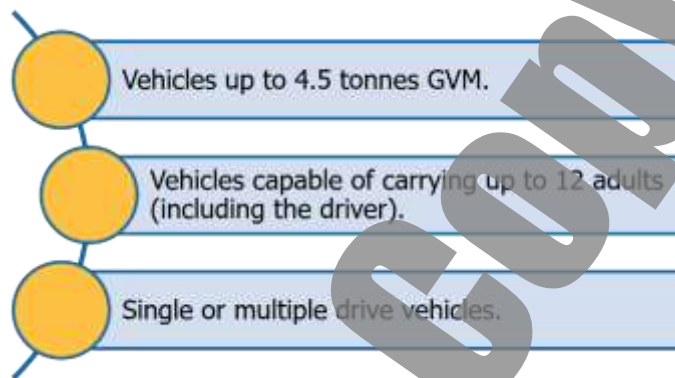 Vehicles up to 4.5 tonnes GVM.
Vehicles capable of carrying up to 12 adults
(including the driver).
Single or multiple drive vehicles.